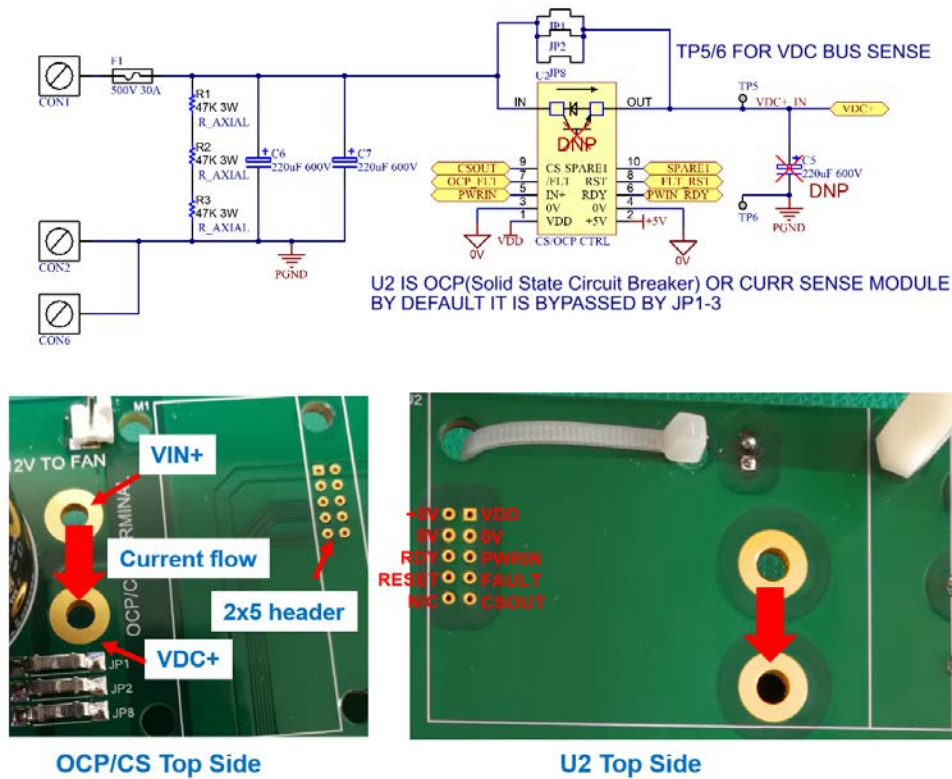 JP1
JP2
JP8
TP5/6 FOR VDC BUS SENSE
F1
500V 30A
CON1
U2
IN
OUT
TP5
VDC+_IN
VDC+
R1
47K 3W
R_AXIAL
R2
47K 3W
R_AXIAL
R3
47K 3W
R_AXIAL
+
C6
220uF 600V
+
C7
220uF 600V
DNP
CSOUT 9 CS SPARE1 10 SPARE1
OCP_FLT 7 /FLT RST 8 FLT_RST
PWRIN 5 IN+ RDY 6 PWIN_RDY
3 0V 0V 4
1 VDD +5V 2 +5V
VDD
CS/OCP CTRL
0V
0V
+
C5
220uF 600V
DNP
TP6
PGND
CON2
PGND
CON6
U2 IS OCP(Solid State Circuit Breaker) OR CURR SENSE MODULE
BY DEFAULT IT IS BYPASSED BY JP1-3
M1
12V TO FAN
VIN+
OCP/C
RMINAL
Current flow
2x5 header
VDC+
JP1
JP2
JP8
OCP/CS Top Side
U2
+5V VDD
0V 0V
RDY PWRIN
RESET FAULT
N/C CSOUT
U2 Top Side